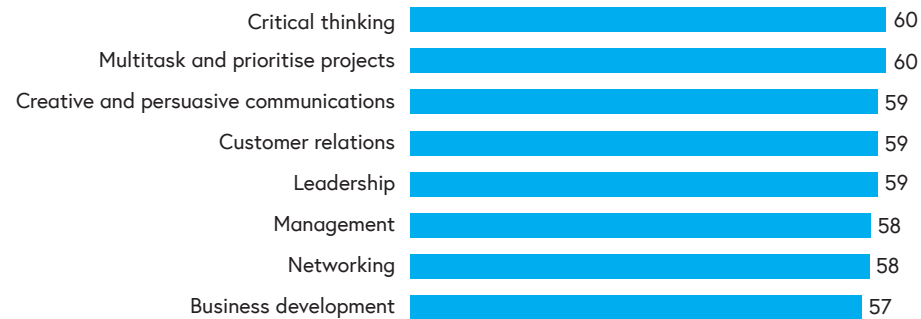 Critical thinking 60
Multitask and prioritise projects 60
Creative and persuasive communications 59
Customer relations 59
Leadership 59
Management 58
Networking 58
Business development 57